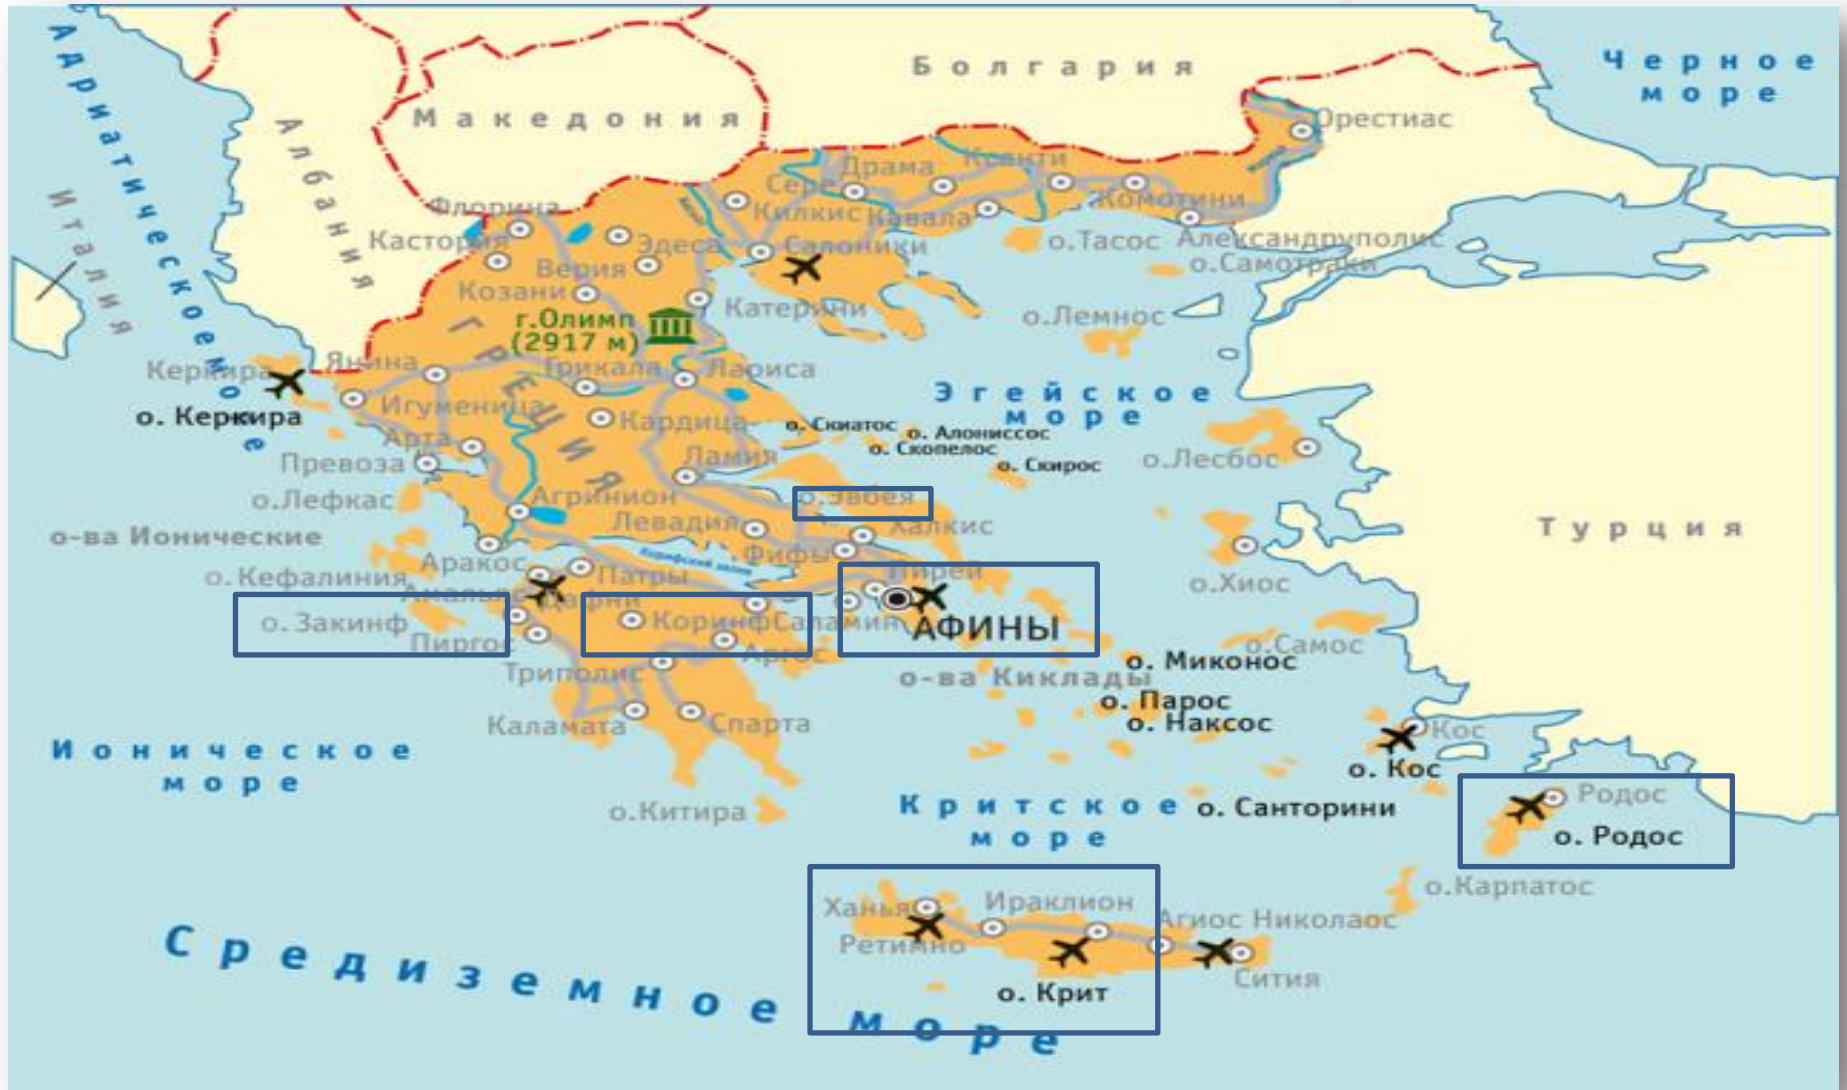 Черное
море
Болгария
Македония
Албания
Италия
Адриатическое море
Орестиас
Драма
Ксанти
Сере
Килкис
Кавала
Комотини
Флорина
Кастория
Эдеса
Верия
Салоники
о.Тасос
Александруполис
о.Самотраки
Козани
Катерини
г.Олимп
(2917 м)
о.Лемнос
ГРЕЦИЯ
Керкира
о. Керкира
Янина
Трикала
Лариса
Эгейское
море
Игуменица
Кардица
Арта
о. Скиатос
о. Алониссос
о. Скопелос
о. Скирос
Превоза
Ламия
о.Лесбос
о.Лефкас
Агринион
о.Эвбея
Левадия
Халкис
Турция
о-ва Ионические
Фифы
Аракос
Патры
Пирей
о.Хиос
о.Кефалиния
Дафни
о.Закинф
Коринф
Саламин
АФИНЫ
Пиргос
Аргос
о.Самос
о. Миконос
Триполис
о-ва Киклады
о. Парос
о. Наксос
Каламата
Спарта
Кос
о. Кос
Ионическое
море
о.Китира
Критское
море
о. Санторини
Родос
о. Родос
о.Карпатос
Ханья
Ираклион
Агиос Николаос
Ретимно
Сития
о. Крит
Средиземное море